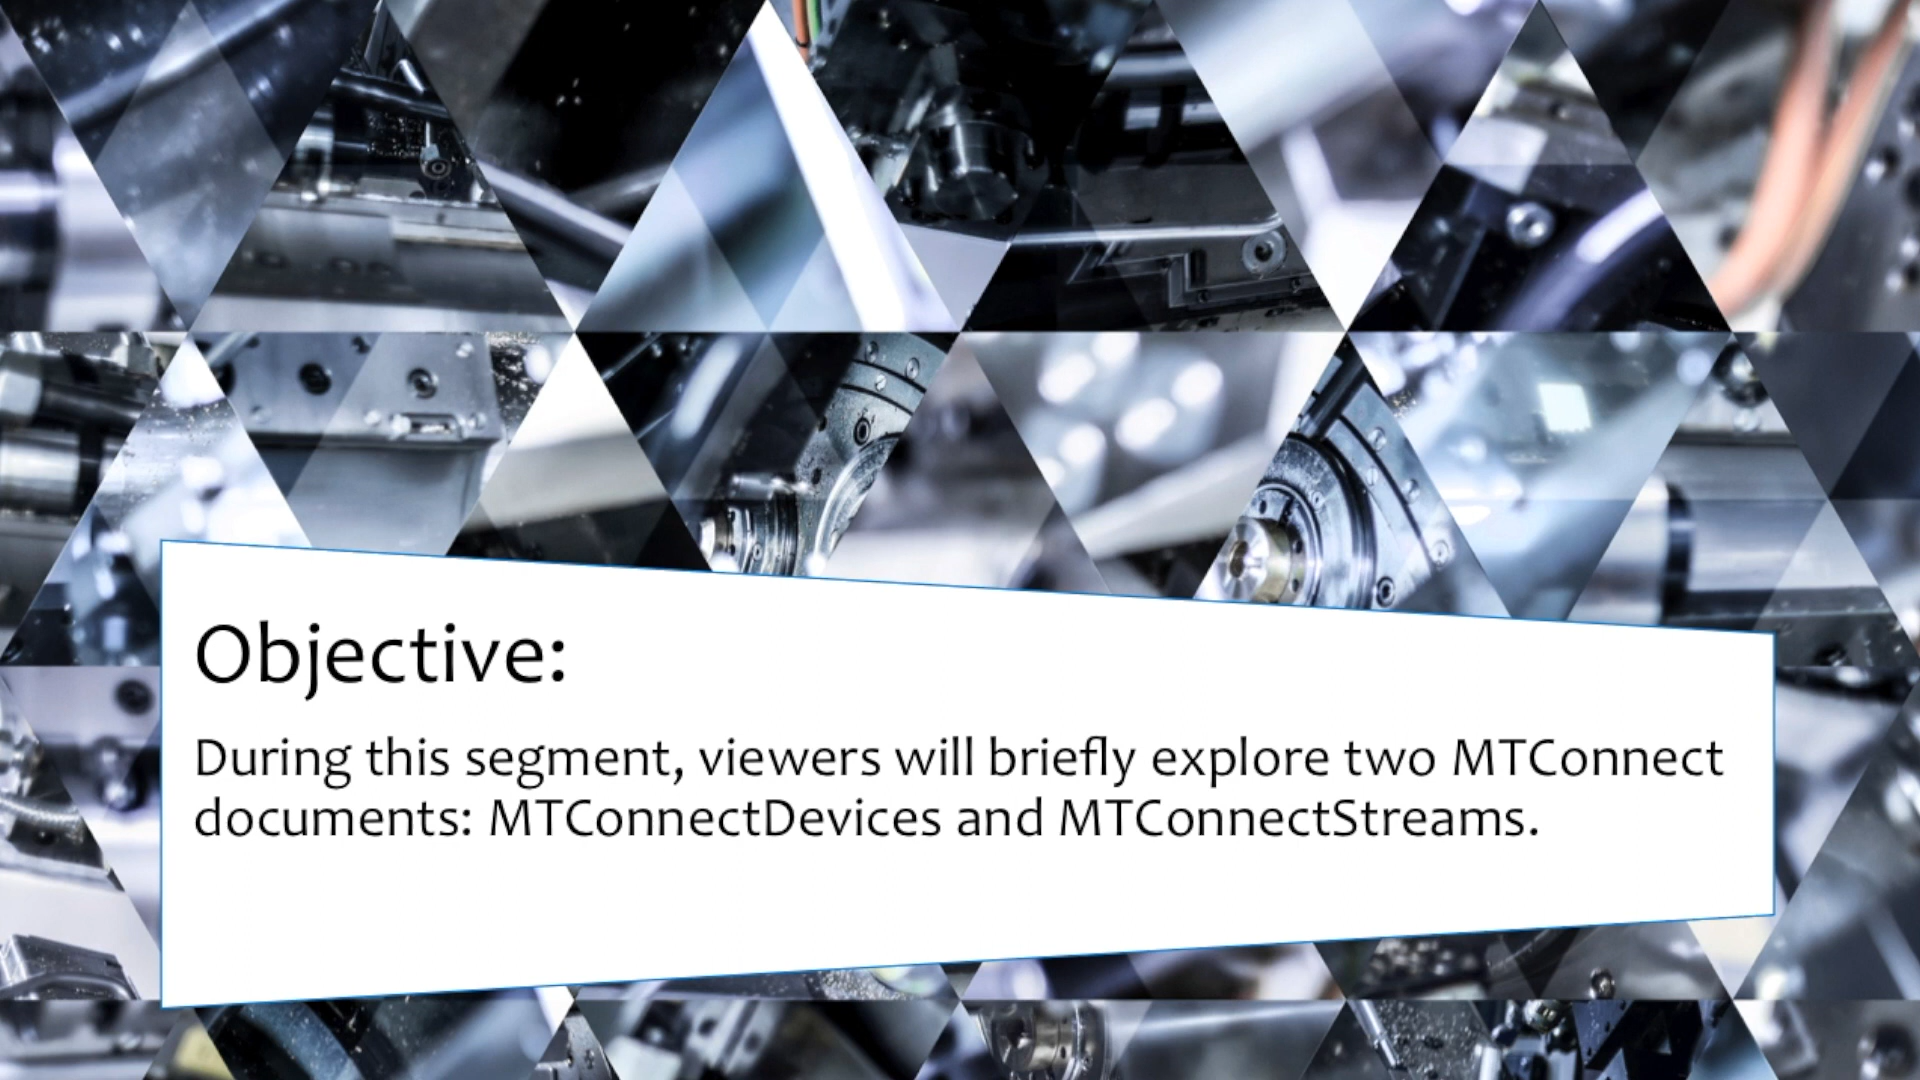 Objective:
During this segment, viewers will briefly explore two MTConnect
documents: MTConnectDevices and MTConnectStreams.